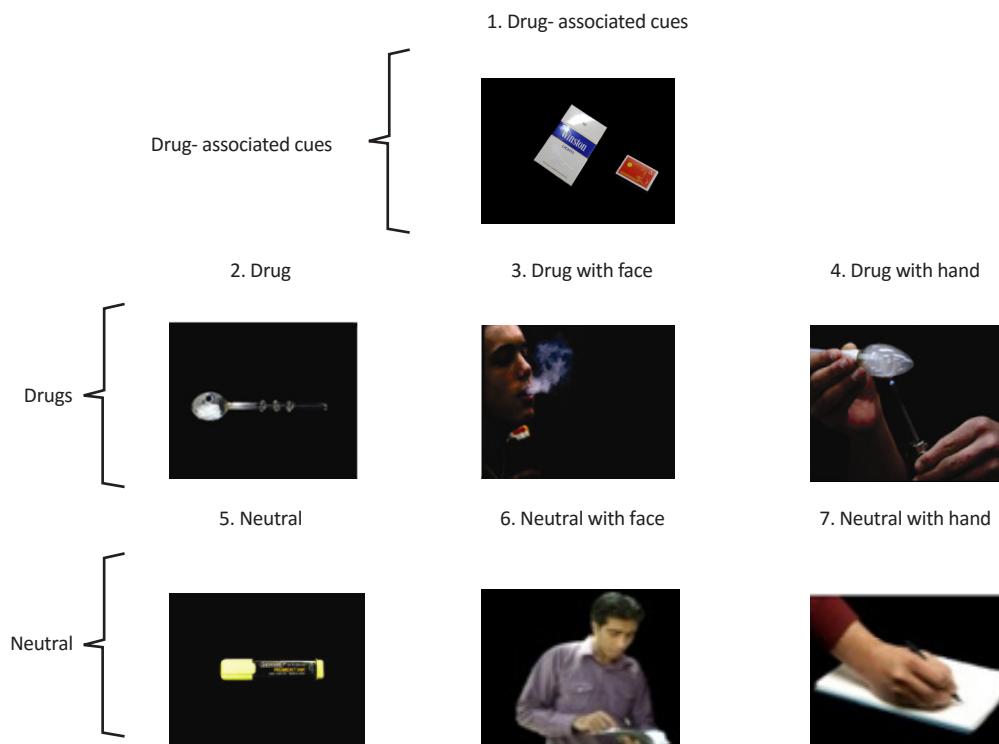 1. Drug- associated cues
Drug- associated cues
Winston
2. Drug
3. Drug with face
4. Drug with hand
Drugs
5. Neutral
6. Neutral with face
7. Neutral with hand
Neutral